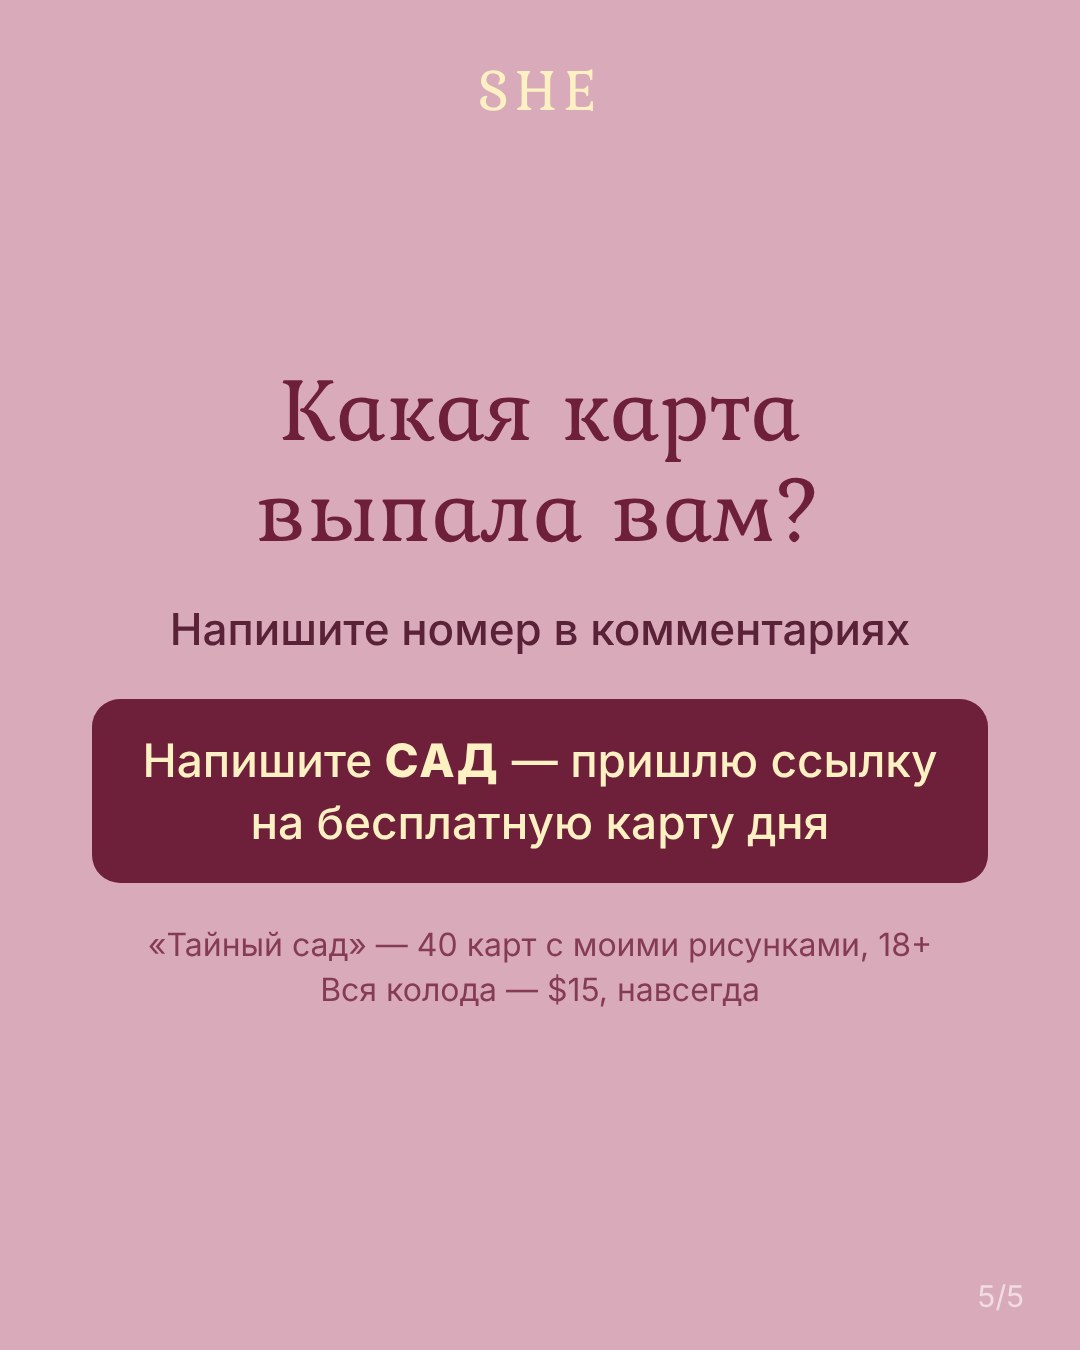 SHE
Какая карта
выпала вам?
Напишите номер в комментариях
Напишите САД — пришлю ссылку
на бесплатную карту дня
«Тайный сад» — 40 карт с моими рисунками, 18+
Вся колода — $15, навсегда
5/5